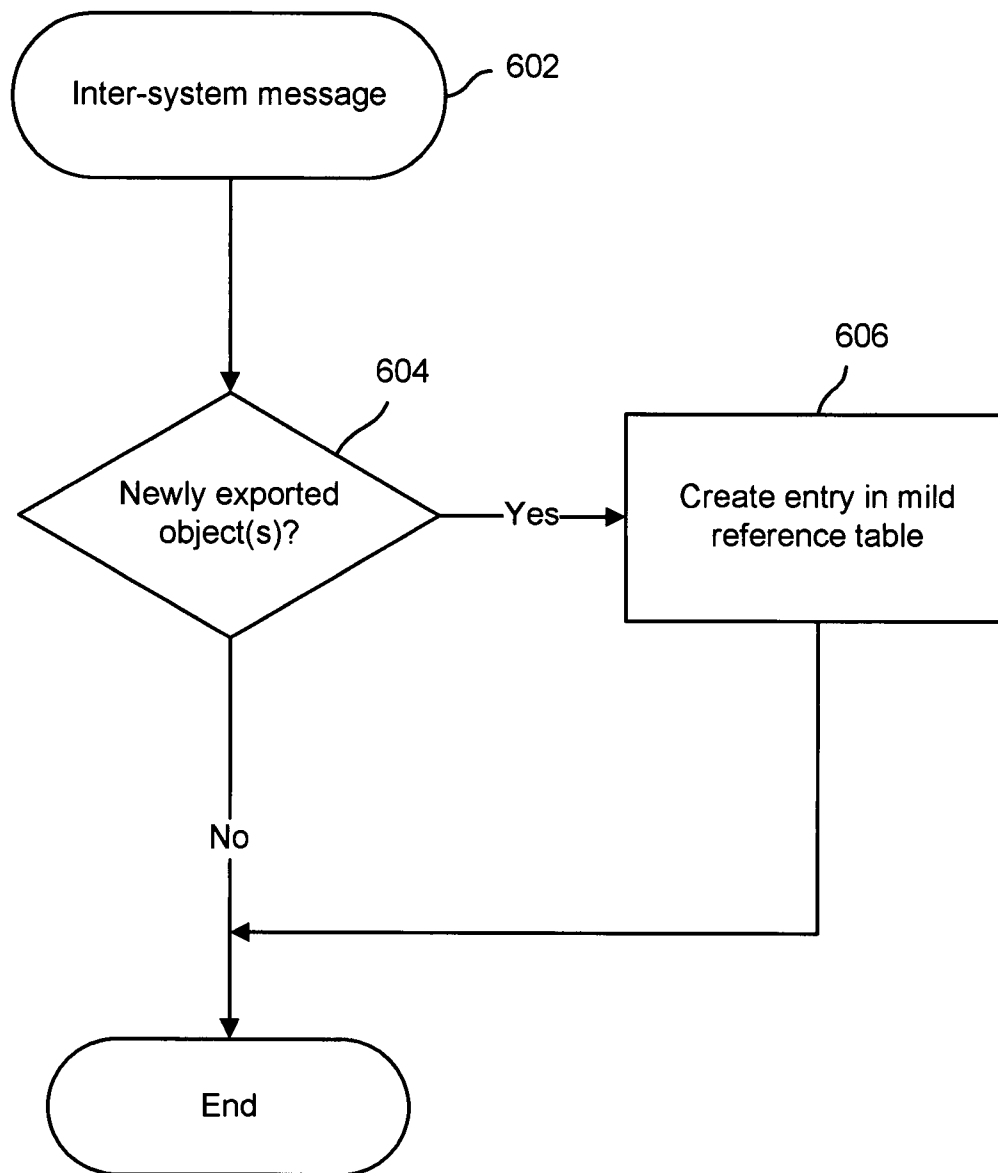 Inter-system message
602
604
Newly exported
object(s)?
Yes
606
Create entry in mild
reference table
No
End